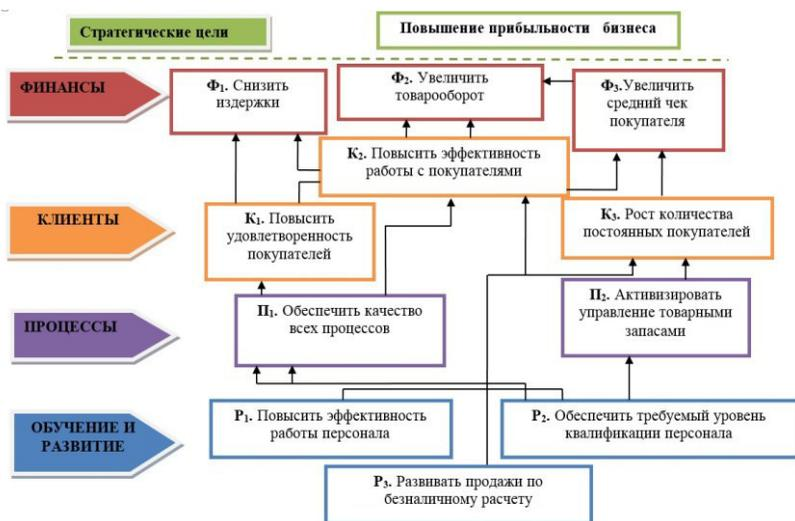 Стратегические цели
Повышение прибыльности бизнеса
ФИНАНСЫ
Ф1. Снизить
издержки
Ф2. Увеличить
товарооборот
Ф3.Увеличить
средний чек
покупателя
К2. Повысить эффективность
работы с покупателями
КЛИЕНТЫ
К1. Повысить
удовлетворенность
покупателей
К3. Рост количества
постоянных покупателей
ПРОЦЕССЫ
П1. Обеспечить качество
всех процессов
П2. Активизировать
управление товарными
запасами
ОБУЧЕНИЕ И
РАЗВИТИЕ
Р1. Повысить эффективность
работы персонала
Р2. Обеспечить требуемый уровень
квалификации персонала
Р3. Развивать продажи по
безналичному расчету